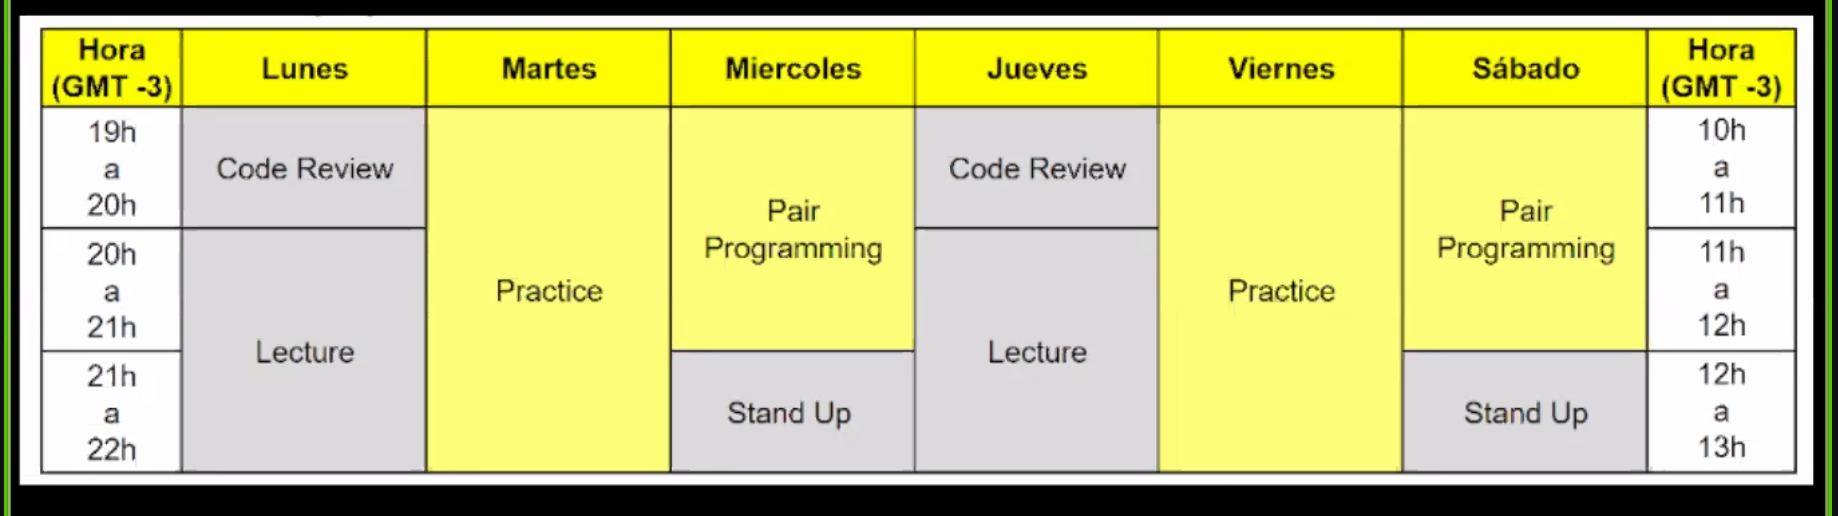 Hora
(GMT -3)
Lunes
Martes
Miercoles
Jueves
Viernes
Sábado
Hora
(GMT -3)
19h
a
20h
Code Review
Practice
Pair
Programming
Code Review
Practice
Pair
Programming
10h
a
11h
20h
a
21h
Lecture
Lecture
11h
a
12h
21h
a
22h
Stand Up
Stand Up
12h
a
13h